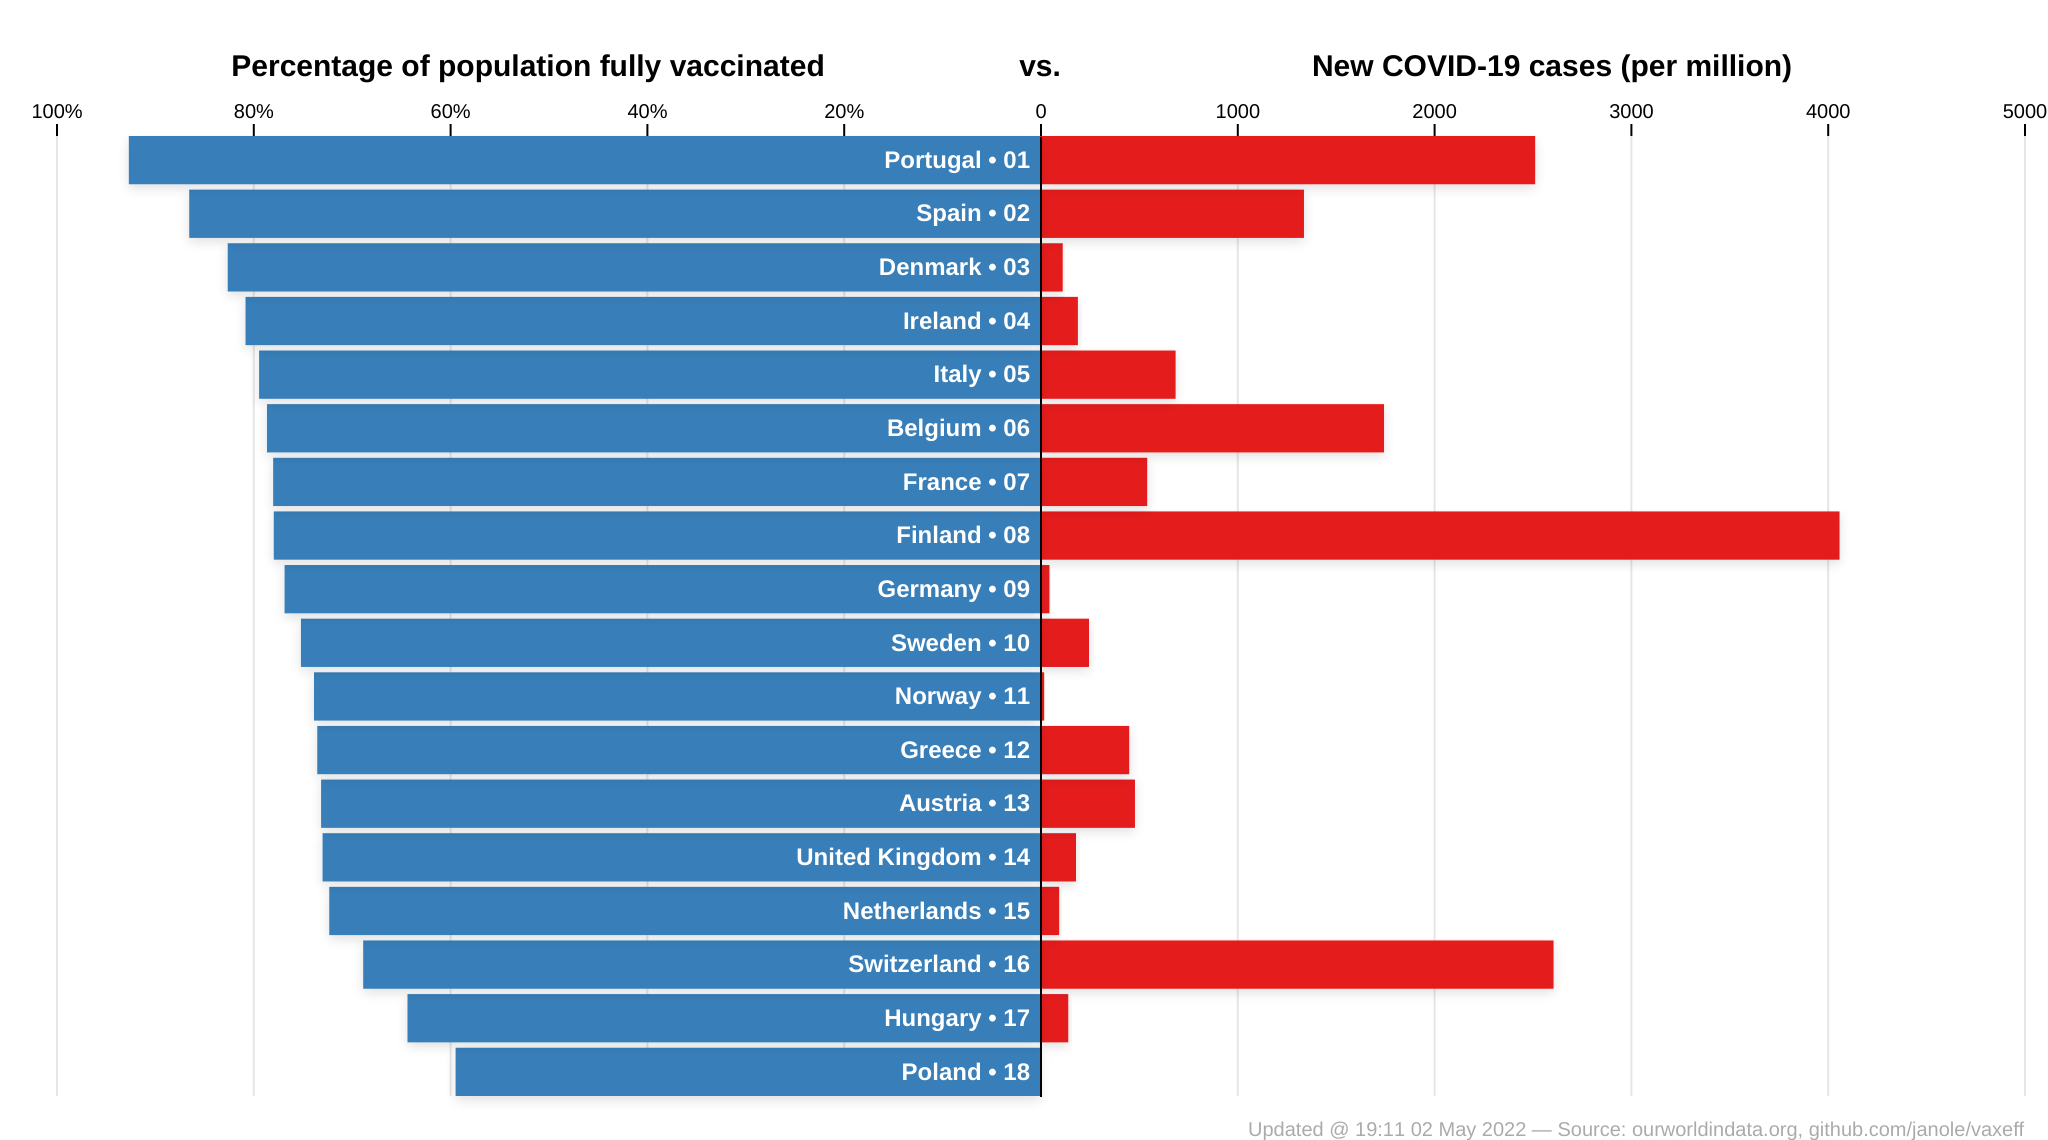 Percentage of population fully vaccinated vs. New COVID-19 cases (per million)
100% 80% 60% 40% 20% 0 1000 2000 3000 4000 5000
Portugal • 01
Spain • 02
Denmark • 03
Ireland • 04
Italy • 05
Belgium • 06
France • 07
Finland • 08
Germany • 09
Sweden • 10
Norway • 11
Greece • 12
Austria • 13
United Kingdom • 14
Netherlands • 15
Switzerland • 16
Hungary • 17
Poland • 18
Updated @ 19:11 02 May 2022 — Source: ourworldindata.org, github.com/janole/vaxeff